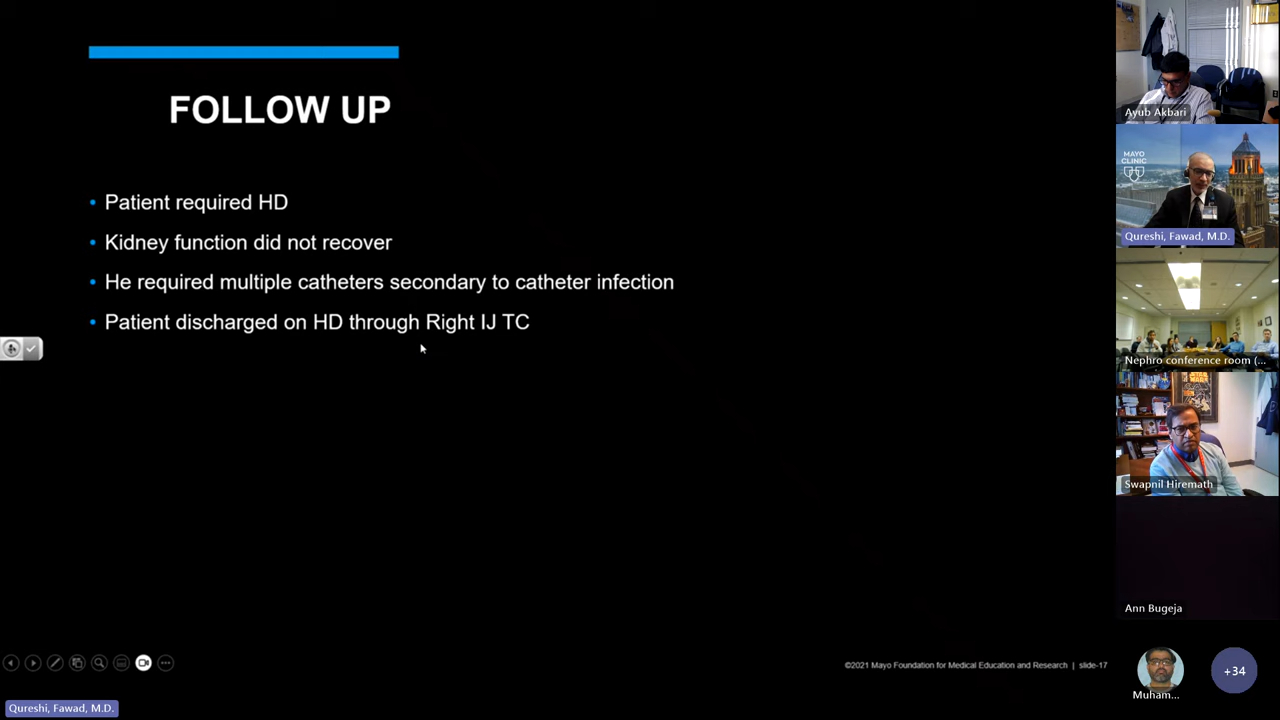 FOLLOW UP
• Patient required HD
• Kidney function did not recover
• He required multiple catheters secondary to catheter infection
• Patient discharged on HD through Right IJ TC
©2021 Mayo Foundation for Medical Education and Research | slide-17
Qureshi, Fawad, M.D.
Ayub Akbari
MAYO
CLINIC
Qureshi, Fawad, M.D.
Nephro conference room (...
Swapnil Hiremath
Ann Bugeja
Muham...
+34